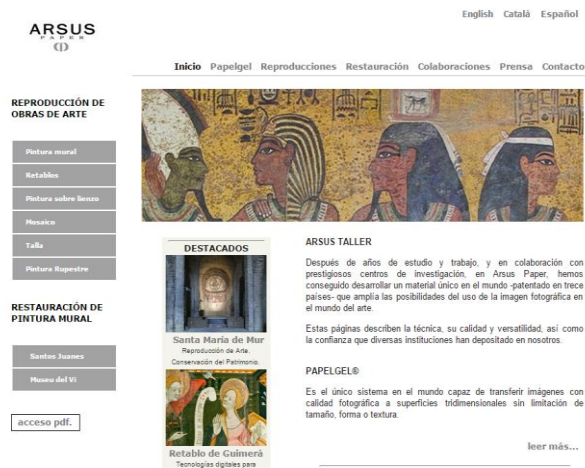 English Català Español
ARSUS
PAPER
Inicio Papelgel Reproducciones Restauración Colaboraciones Prensa Contacto
REPRODUCCIÓN DE
OBRAS DE ARTE
Pintura mural
Retablos
Pintura sobre lienzo
Mosaico
Talla
Pintura Rupestre
RESTAURACIÓN DE
PINTURA MURAL
Santos Juanes
Museu del Vi
acceso pdf.
DESTACADOS
Santa María de Mur
Reproducción de Arte.
Conservación del Patrimonio.
Retablo de Guimerá
Tecnologías digitales para
ARSUS TALLER
Después de años de estudio y trabajo, y en colaboración con
prestigiosos centros de investigación, en Arsus Paper, hemos
conseguido desarrollar un material único en el mundo -patentado en trece
países- que amplía las posibilidades del uso de la imagen fotográfica en
el mundo del arte.
Estas páginas describen la técnica, su calidad y versatilidad, así como
la confianza que diversas instituciones han depositado en nosotros.
PAPELGEL®
Es el único sistema en el mundo capaz de transferir imágenes con
calidad fotográfica a superficies tridimensionales sin limitación de
tamaño, forma o textura.
leer más...